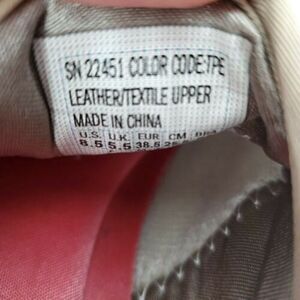 SN 22451 COLOR CODE:TPE
LEATHER/TEXTILE UPPER
MADE IN CHINA
U.S. U.K. EUR CM
8.5 5.5 38.5